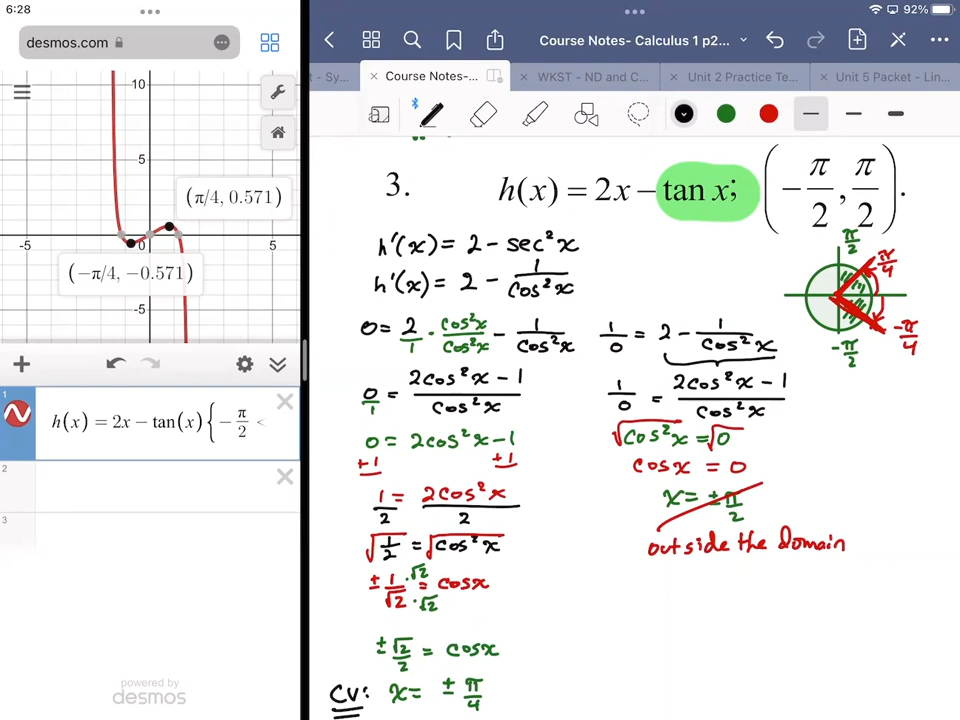 6:28
92%
desmos.com
Course Notes- Calculus 1 p2...
t - Sy...
Course Notes-...
WKST - ND and C...
Unit 2 Practice Te...
Unit 5 Packet - Lin...
10
5
(π/4, 0.571)
-5
0
5
(−π/4, −0.571)
-5
1
h(x) = 2x − tan(x) { − π/2 <
2
3
powered by
desmos
3. h(x) = 2x − tan x; (−π/2, π/2).
π/2
π/4
-π/4
-π/2
h'(x) = 2 - sec²x
h'(x) = 2 - 1/cos²x
0 = 2/1 · cos²x/cos²x - 1/cos²x
0/1 = (2cos²x - 1)/cos²x
0 = 2cos²x - 1
+1 +1
1/2 = 2cos²x/2
√(1/2) = √(cos²x)
± 1/√2 ·√2 ·√2 = cosx
± √2/2 = cosx
CV: x = ± π/4
1/0 = 2 - 1/cos²x
1/0 = (2cos²x - 1)/cos²x
√(cos²x) = √0
cosx = 0
x = ± π/2
outside the domain